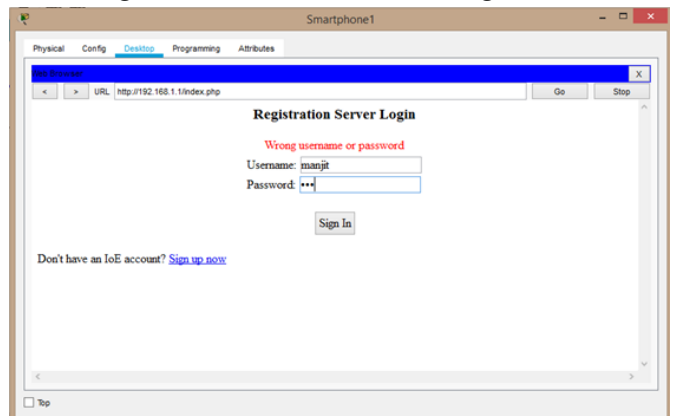 Smartphone1
Physical Config Desktop Programming Attributes
Web Browser X
< > URL http://192.168.1.1/index.php Go Stop
Registration Server Login
Wrong username or password
Username: manjit
Password: •••
Sign In
Don't have an IoE account? Sign up now
Top